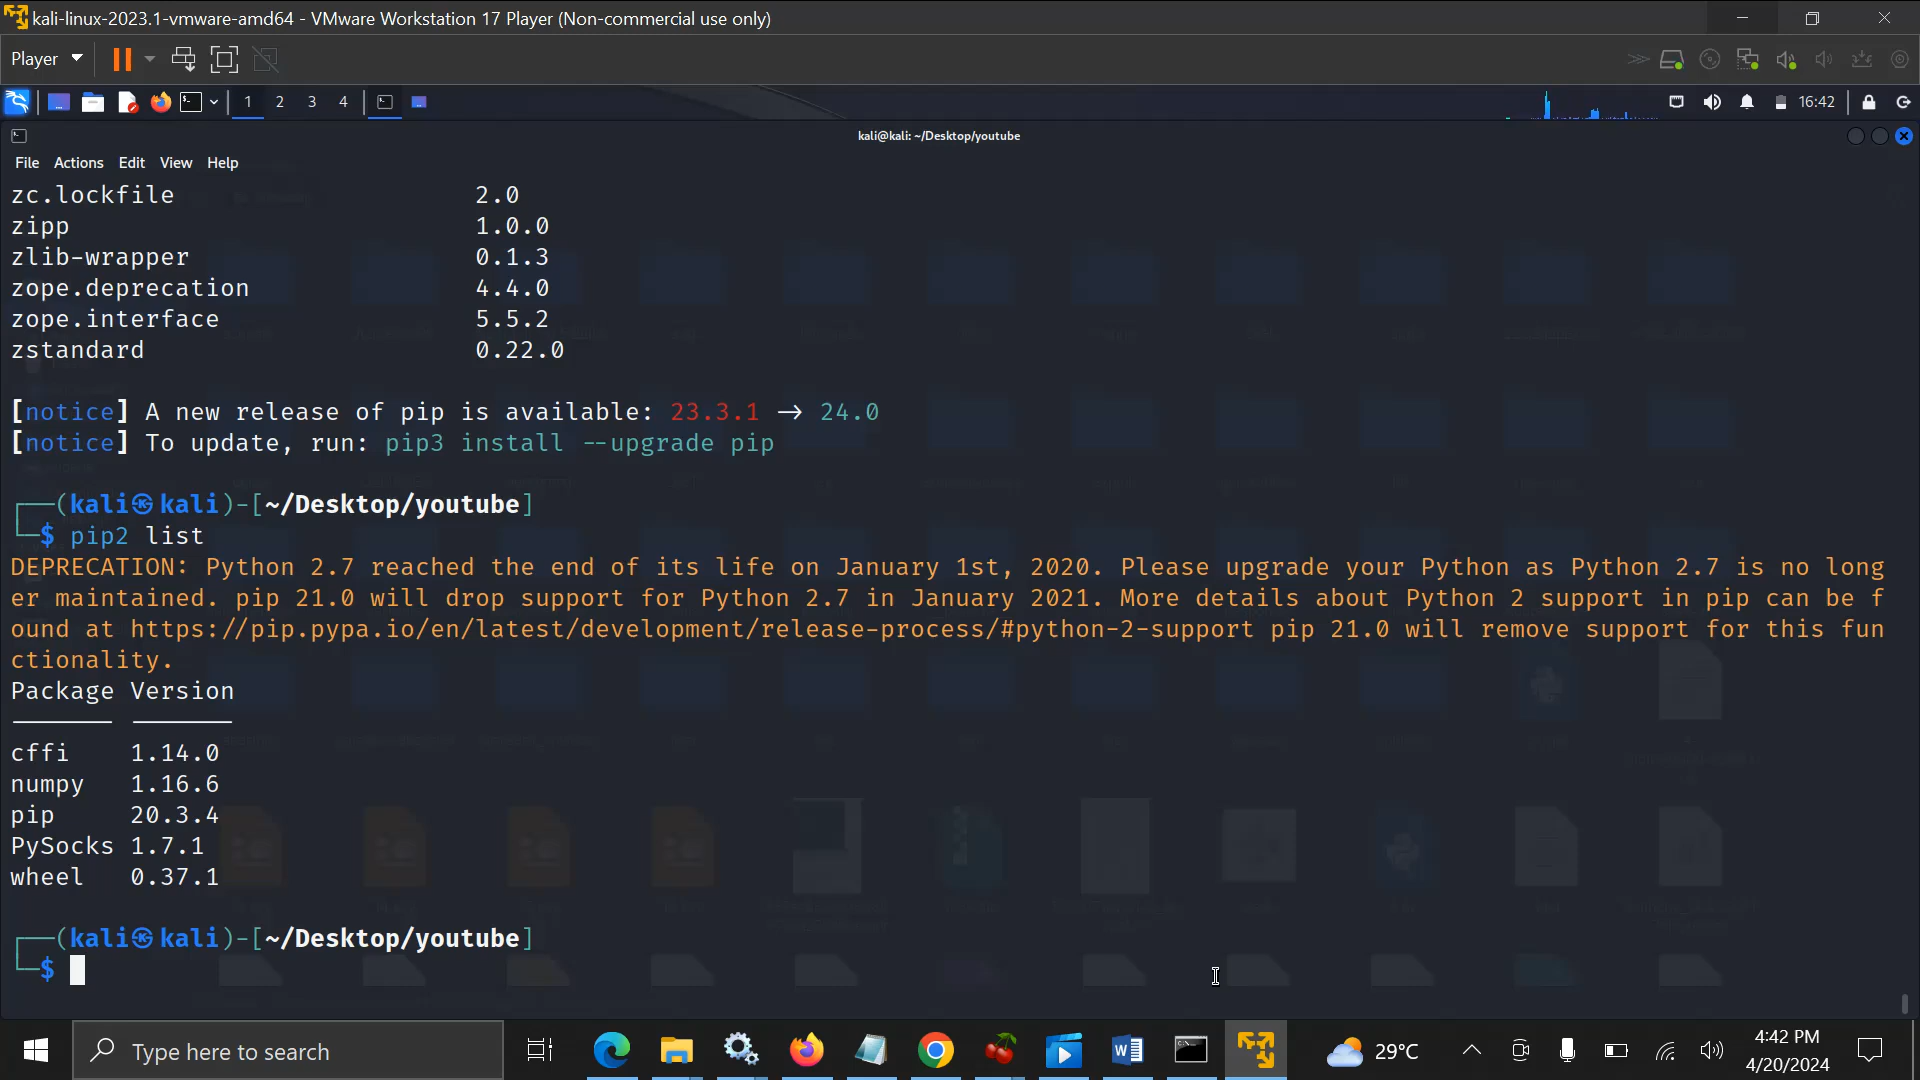 kali-linux-2023.1-vmware-amd64 - VMware Workstation 17 Player (Non-commercial use only)
Player
1 2 3 4 16:42
kali@kali: ~/Desktop/youtube
File Actions Edit View Help
zc.lockfile 2.0
zipp 1.0.0
zlib-wrapper 0.1.3
zope.deprecation 4.4.0
zope.interface 5.5.2
zstandard 0.22.0
[notice] A new release of pip is available: 23.3.1 → 24.0
[notice] To update, run: pip3 install --upgrade pip
┌──(kali㉿kali)-[~/Desktop/youtube]
└─$ pip2 list
DEPRECATION: Python 2.7 reached the end of its life on January 1st, 2020. Please upgrade your Python as Python 2.7 is no long
er maintained. pip 21.0 will drop support for Python 2.7 in January 2021. More details about Python 2 support in pip can be f
ound at https://pip.pypa.io/en/latest/development/release-process/#python-2-support pip 21.0 will remove support for this fun
ctionality.
Package Version
------- -------
cffi 1.14.0
numpy 1.16.6
pip 20.3.4
PySocks 1.7.1
wheel 0.37.1
┌──(kali㉿kali)-[~/Desktop/youtube]
└─$
Type here to search
29°C
4:42 PM
4/20/2024